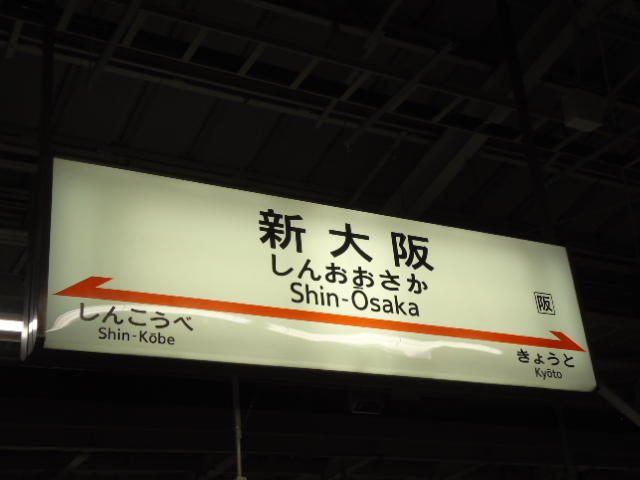 新大阪
しんおおさか
Shin-Ōsaka
阪
しんこうべ
Shin-Kōbe
きょうと
Kyōto